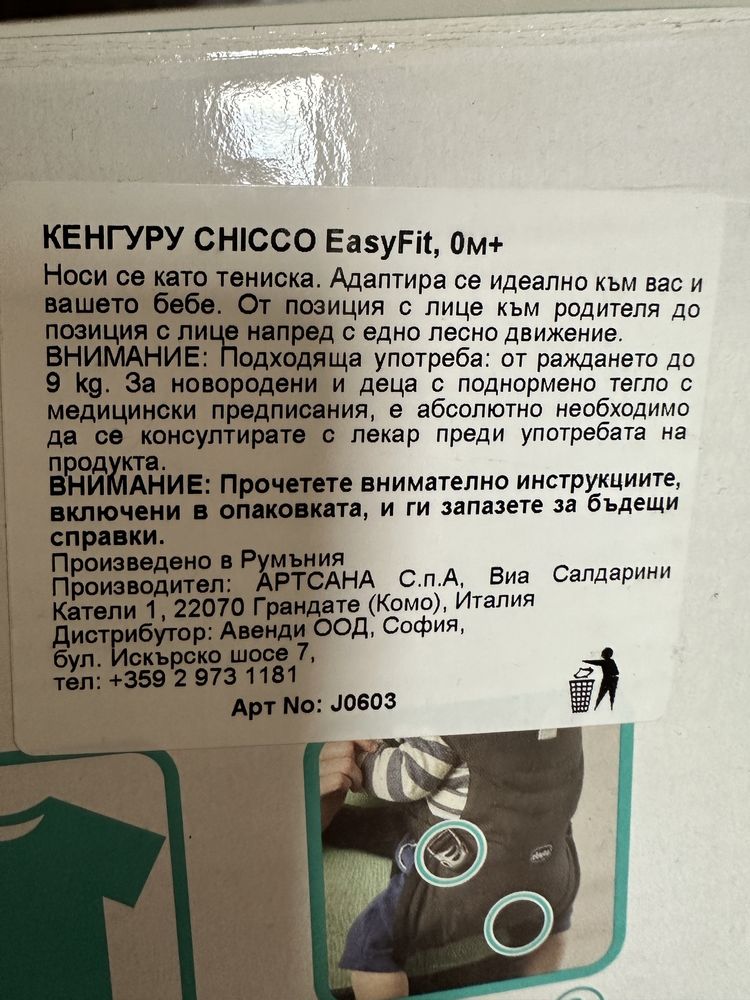 КЕНГУРУ CHICCO EasyFit, 0м+
Носи се като тениска. Адаптира се идеално към вас и
вашето бебе. От позиция с лице към родителя до
позиция с лице напред с едно лесно движение.
ВНИМАНИЕ: Подходяща употреба: от раждането до
9 kg. За новородени и деца с поднормено тегло с
медицински предписания, е абсолютно необходимо
да се консултирате с лекар преди употребата на
продукта.
ВНИМАНИЕ: Прочетете внимателно инструкциите,
включени в опаковката, и ги запазете за бъдещи
справки.
Произведено в Румъния
Производител: АРТСАНА С.п.А, Виа Салдарини
Катели 1, 22070 Грандате (Комо), Италия
Дистрибутор: Авенди ООД, София,
бул. Искърско шосе 7,
тел: +359 2 973 1181
Арт No: J0603
chicco